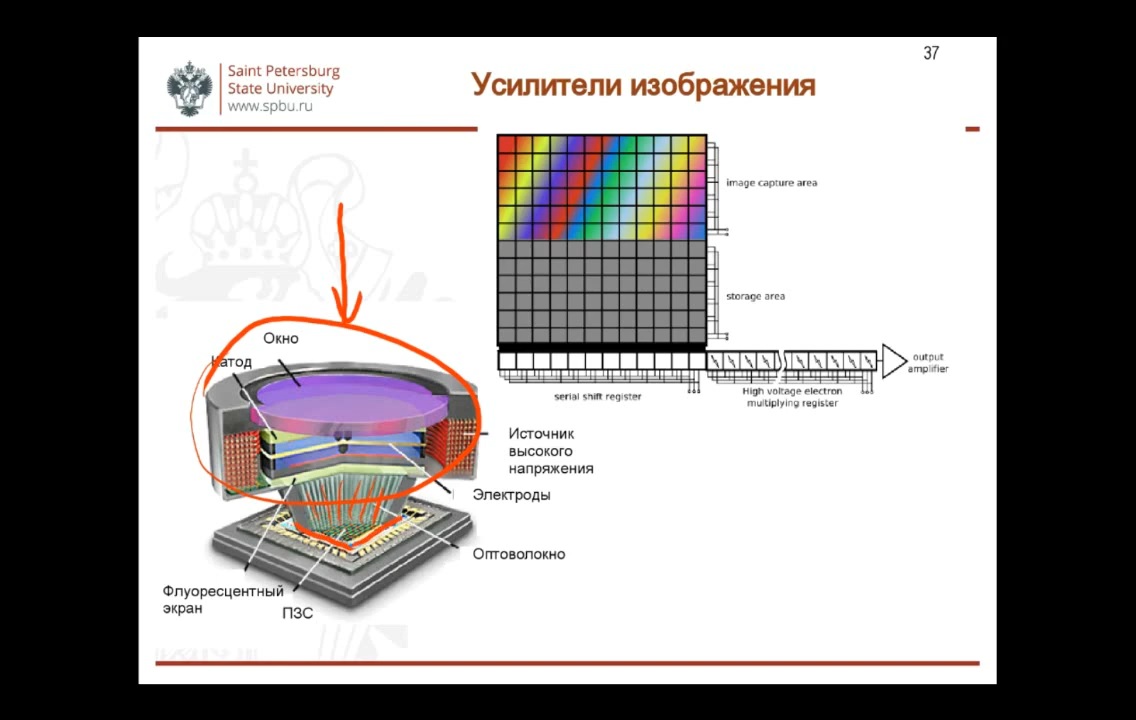 37
Saint Petersburg
State University
www.spbu.ru
Усилители изображения
image capture area
storage area
output
amplifier
serial shift register
High voltage electron
multiplying register
Окно
Катод
Источник
высокого
напряжения
Электроды
Оптоволокно
Флуоресцентный
экран
ПЗС